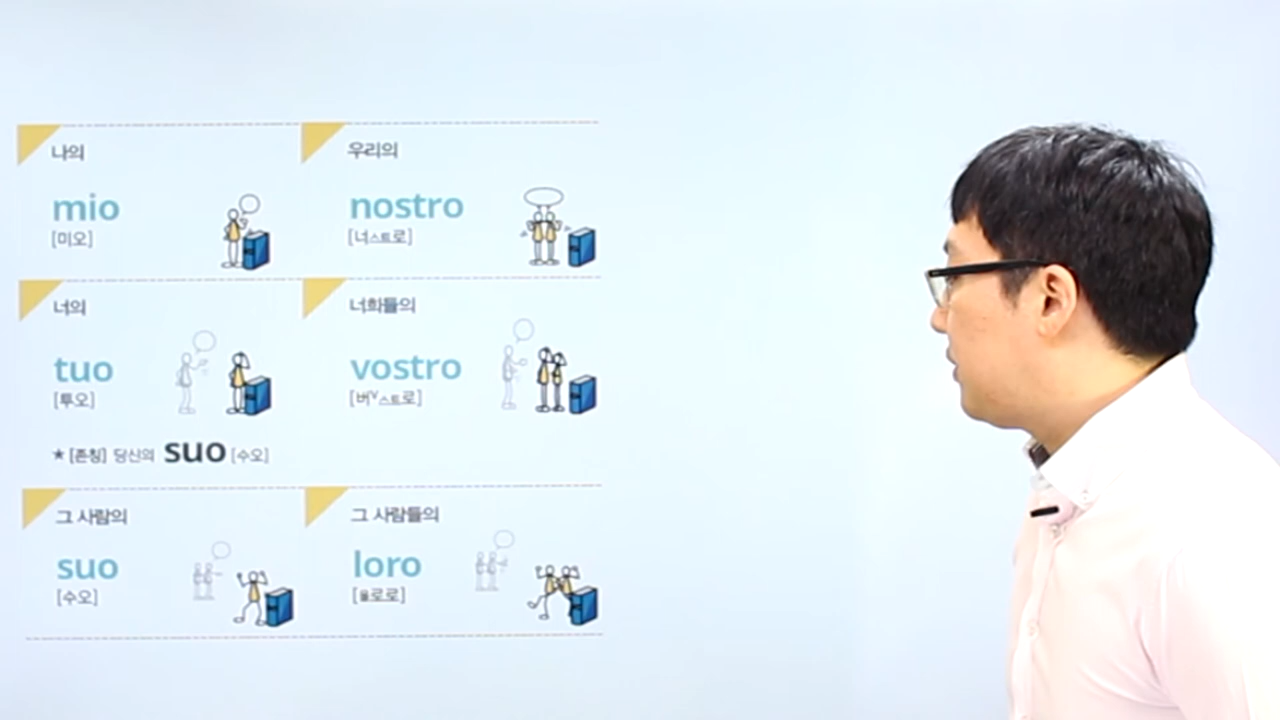 나의
mio
[미오]
우리의
nostro
[너스트로]
너의
tuo
[투오]
★ [존칭] 당신의 suo [수오]
너희들의
vostro
[버v스트로]
그 사람의
suo
[수오]
그 사람들의
loro
[을로로]